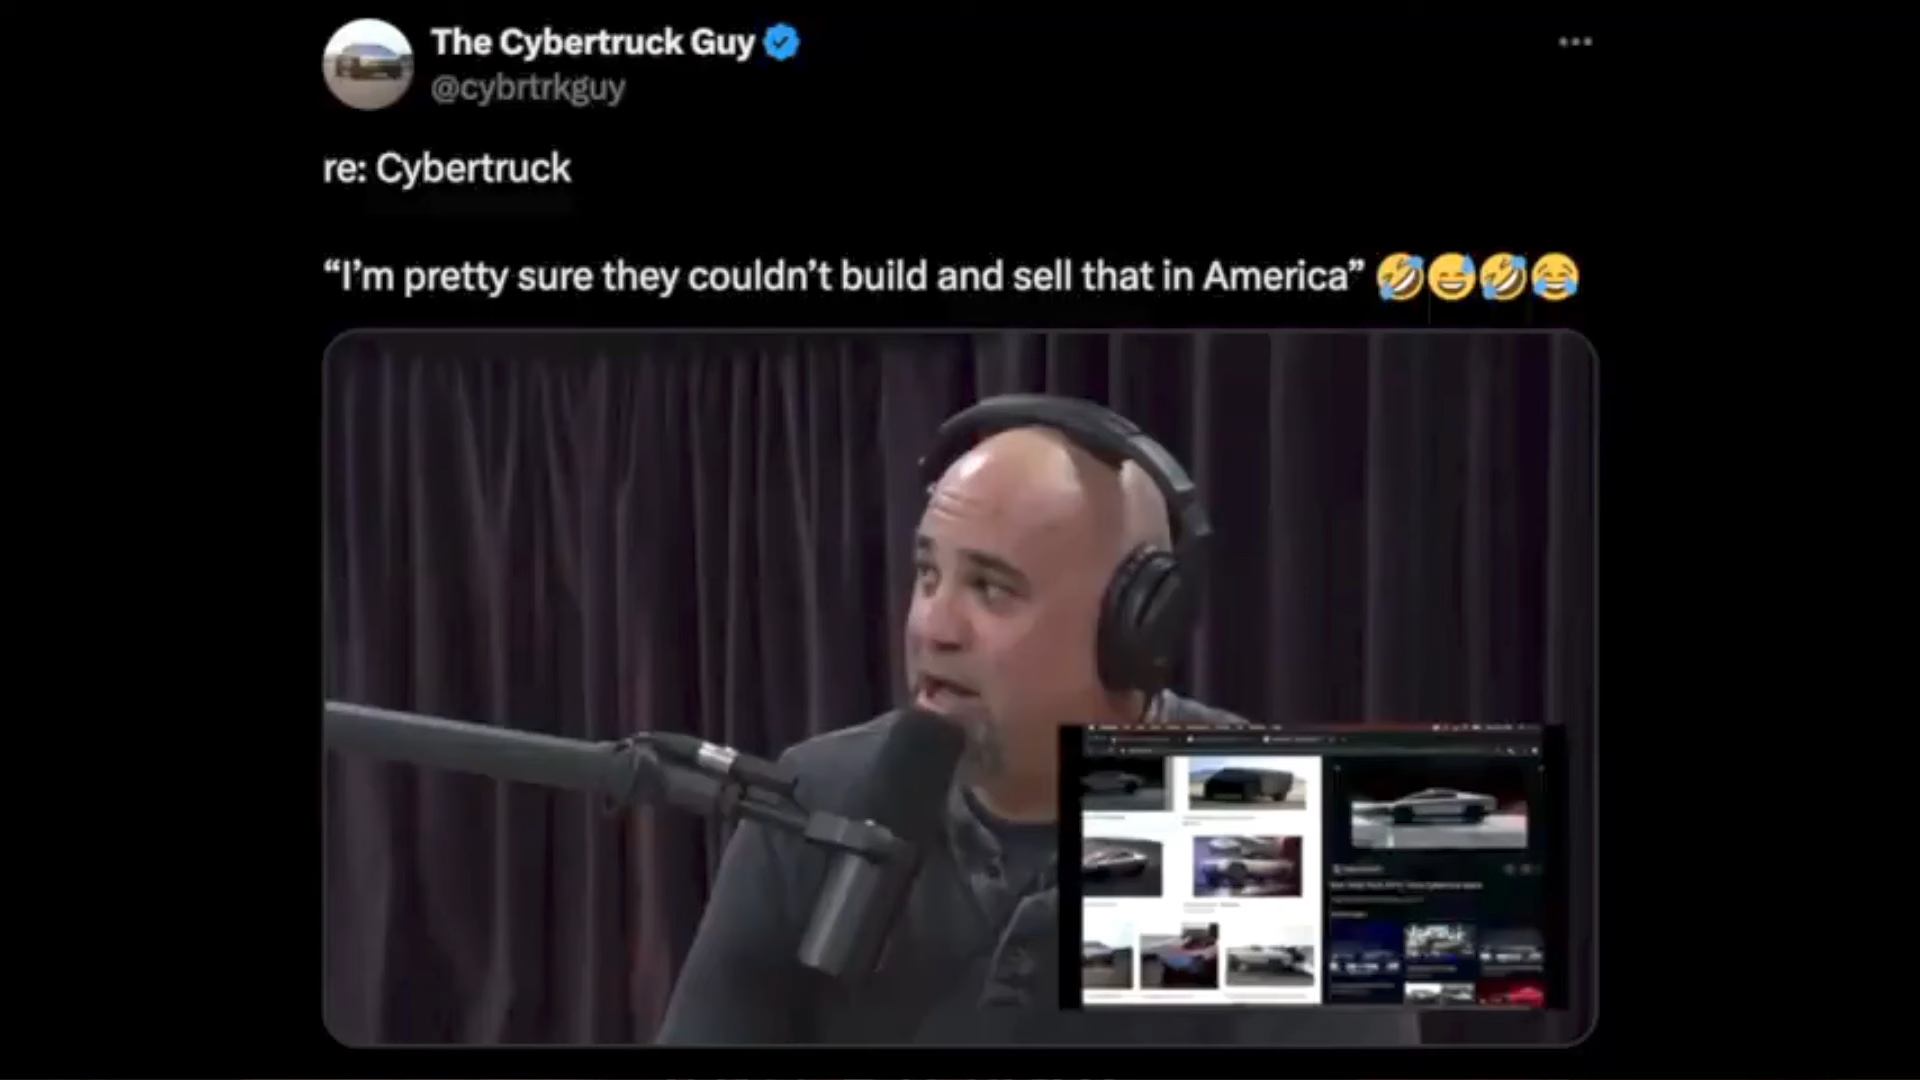 The Cybertruck Guy
@cybrtrkguy
re: Cybertruck
“I’m pretty sure they couldn’t build and sell that in America” 🤣😅🤣😂